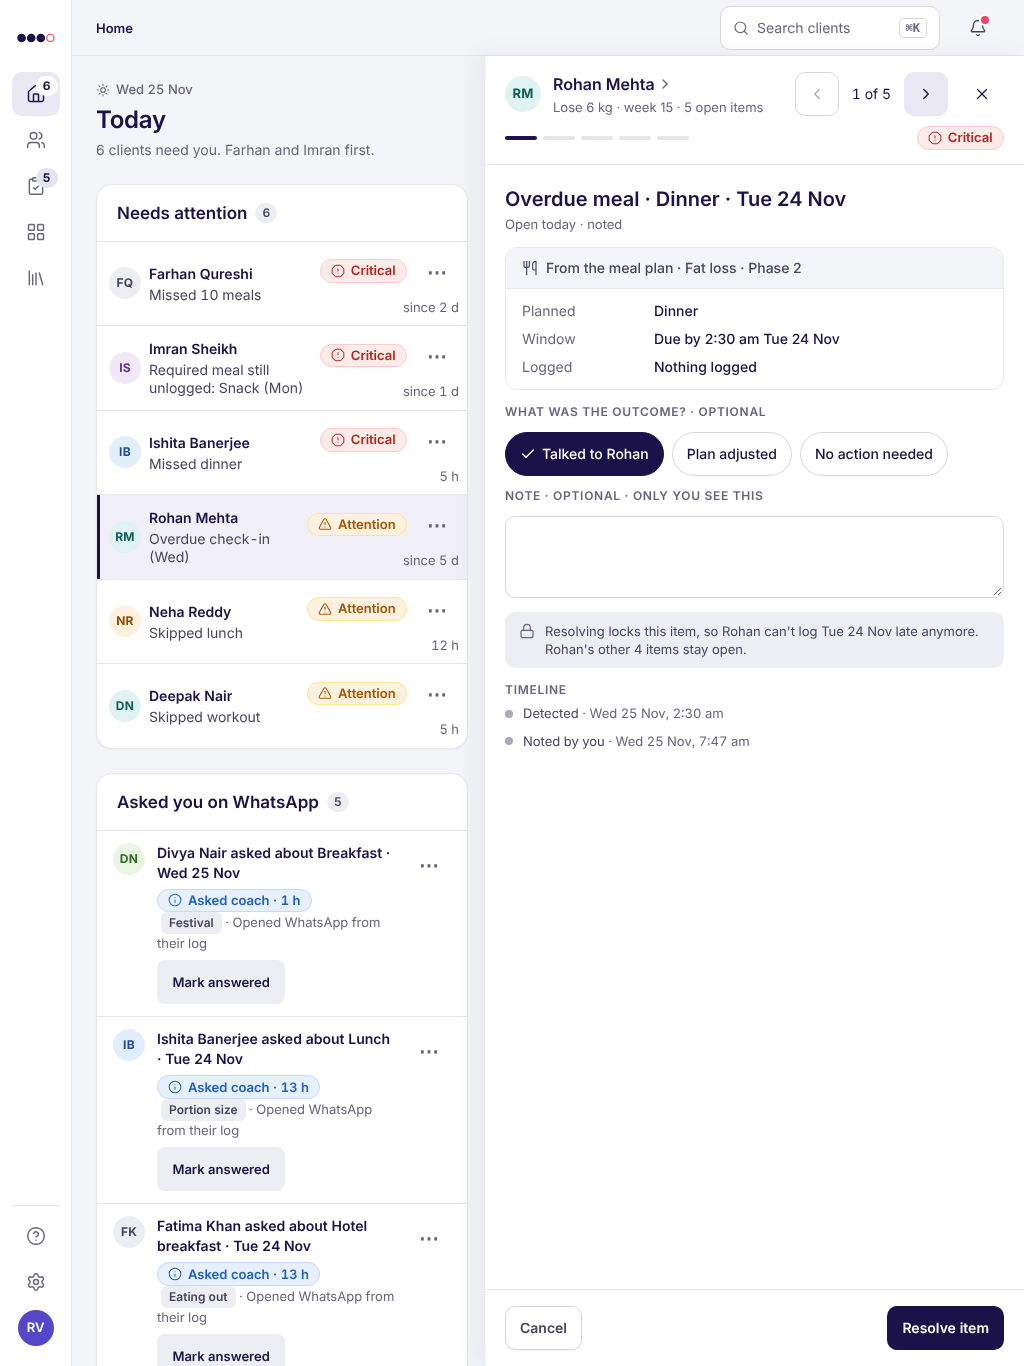 Home
Search clients
⌘K
6
5
Wed 25 Nov
Today
6 clients need you. Farhan and Imran first.
Needs attention 6
FQ
Farhan Qureshi
Missed 10 meals
Critical
since 2 d
IS
Imran Sheikh
Required meal still
unlogged: Snack (Mon)
Critical
since 1 d
IB
Ishita Banerjee
Missed dinner
Critical
5 h
RM
Rohan Mehta
Overdue check-in
(Wed)
Attention
since 5 d
NR
Neha Reddy
Skipped lunch
Attention
12 h
DN
Deepak Nair
Skipped workout
Attention
5 h
Asked you on WhatsApp 5
DN
Divya Nair asked about Breakfast ·
Wed 25 Nov
Asked coach · 1 h
Festival · Opened WhatsApp from
their log
Mark answered
IB
Ishita Banerjee asked about Lunch
· Tue 24 Nov
Asked coach · 13 h
Portion size · Opened WhatsApp
from their log
Mark answered
FK
Fatima Khan asked about Hotel
breakfast · Tue 24 Nov
Asked coach · 13 h
Eating out · Opened WhatsApp from
their log
Mark answered
RV
RM
Rohan Mehta
Lose 6 kg · week 15 · 5 open items
1 of 5
Critical
Overdue meal · Dinner · Tue 24 Nov
Open today · noted
From the meal plan · Fat loss · Phase 2
Planned Dinner
Window Due by 2:30 am Tue 24 Nov
Logged Nothing logged
WHAT WAS THE OUTCOME? · OPTIONAL
Talked to Rohan
Plan adjusted
No action needed
NOTE · OPTIONAL · ONLY YOU SEE THIS
Resolving locks this item, so Rohan can't log Tue 24 Nov late anymore.
Rohan's other 4 items stay open.
TIMELINE
Detected · Wed 25 Nov, 2:30 am
Noted by you · Wed 25 Nov, 7:47 am
Cancel
Resolve item